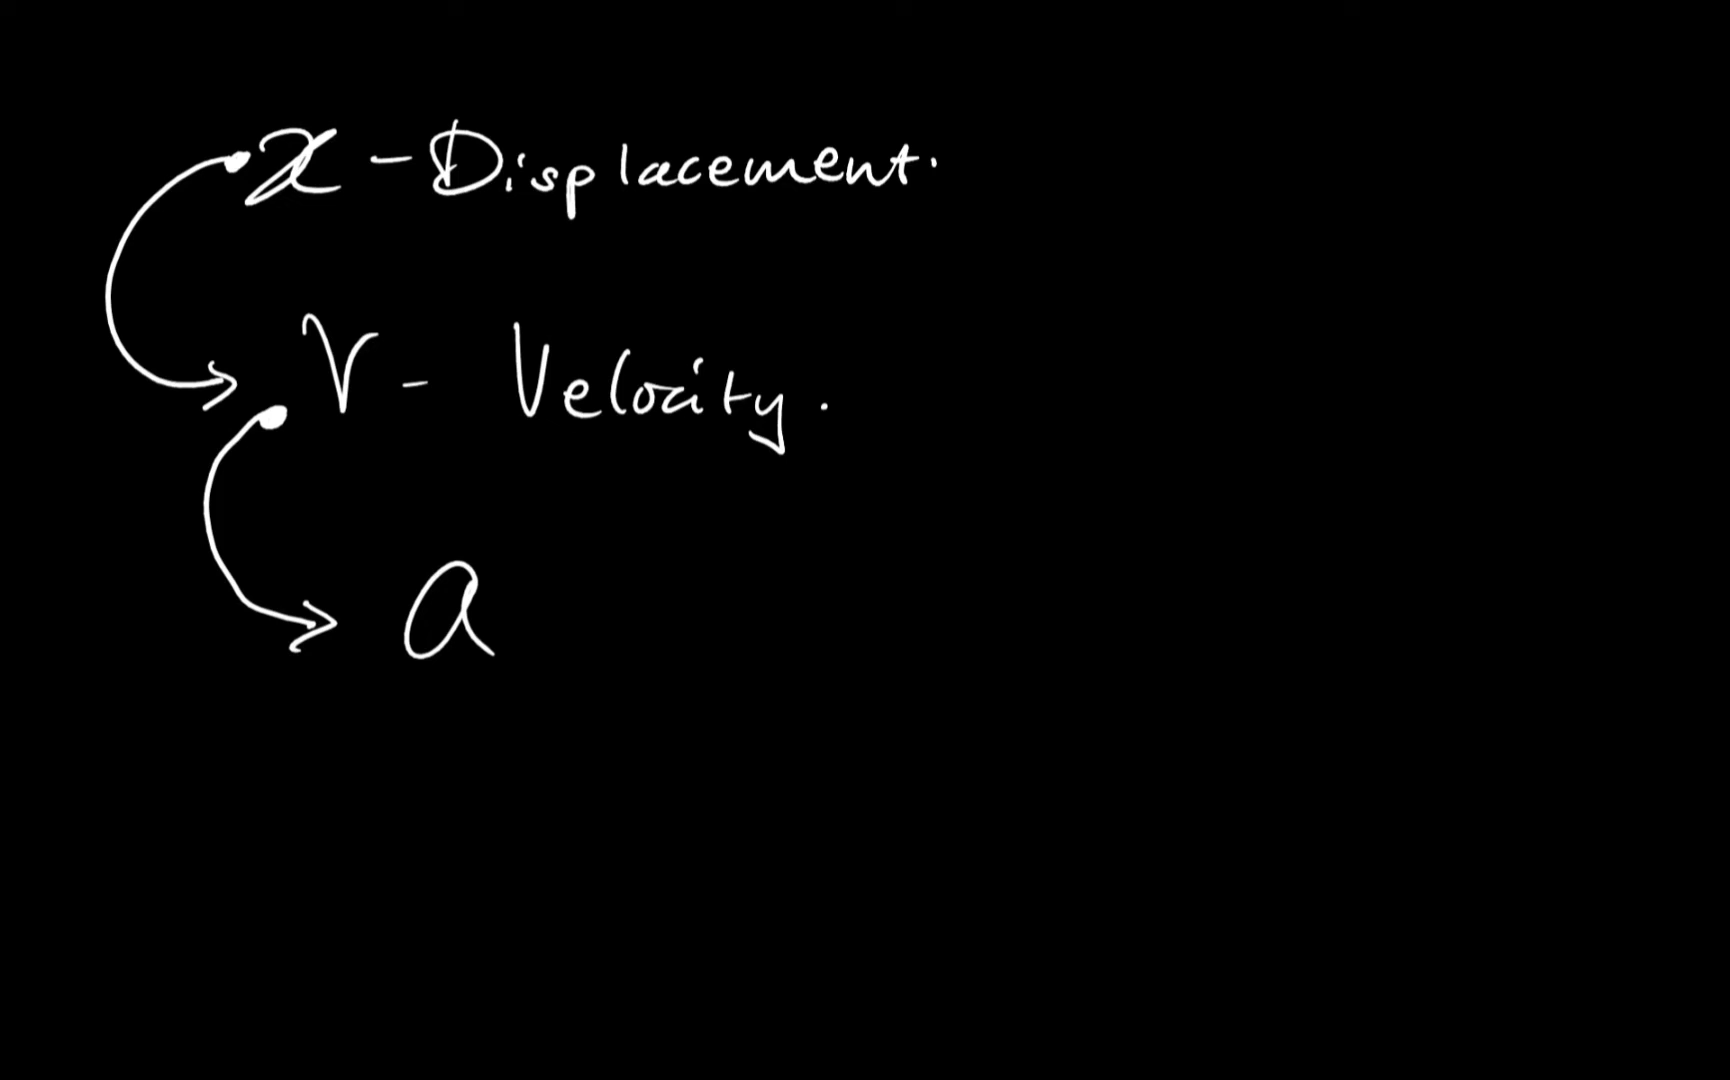 x - Displacement.
V - Velocity.
a